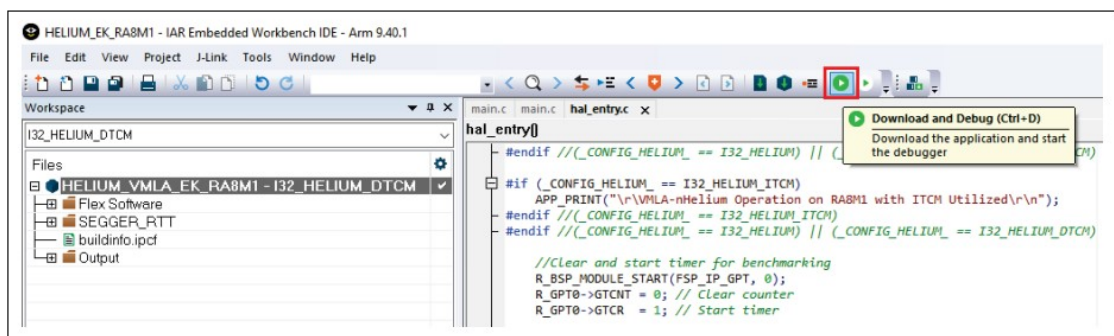 HELIUM_EK_RA8M1 - IAR Embedded Workbench IDE - Arm 9.40.1
File Edit View Project J-Link Tools Window Help
Workspace
main.c main.c hal_entry.c x
I32_HELIUM_DTCM
hal_entry()
Download and Debug (Ctrl+D)
Download the application and start
the debugger
Files
HELIUM_VMLA_EK_RA8M1 - I32_HELIUM_DTCM
Flex Software
SEGGER_RTT
buildinfo.ipcf
Output
#endif //(_CONFIG_HELIUM_ == I32_HELIUM) || (_ CM)
#if (_CONFIG_HELIUM_ == I32_HELIUM_ITCM)
APP_PRINT("\r\VMLA-nHelium Operation on RA8M1 with ITCM Utilized\r\n");
#endif //(_CONFIG_HELIUM_ == I32_HELIUM_ITCM)
#endif //(_CONFIG_HELIUM_ == I32_HELIUM) || (_CONFIG_HELIUM_ == I32_HELIUM_DTCM)
//Clear and start timer for benchmarking
R_BSP_MODULE_START(FSP_IP_GPT, 0);
R_GPT0->GTCNT = 0; // Clear counter
R_GPT0->GTCR = 1; // Start timer